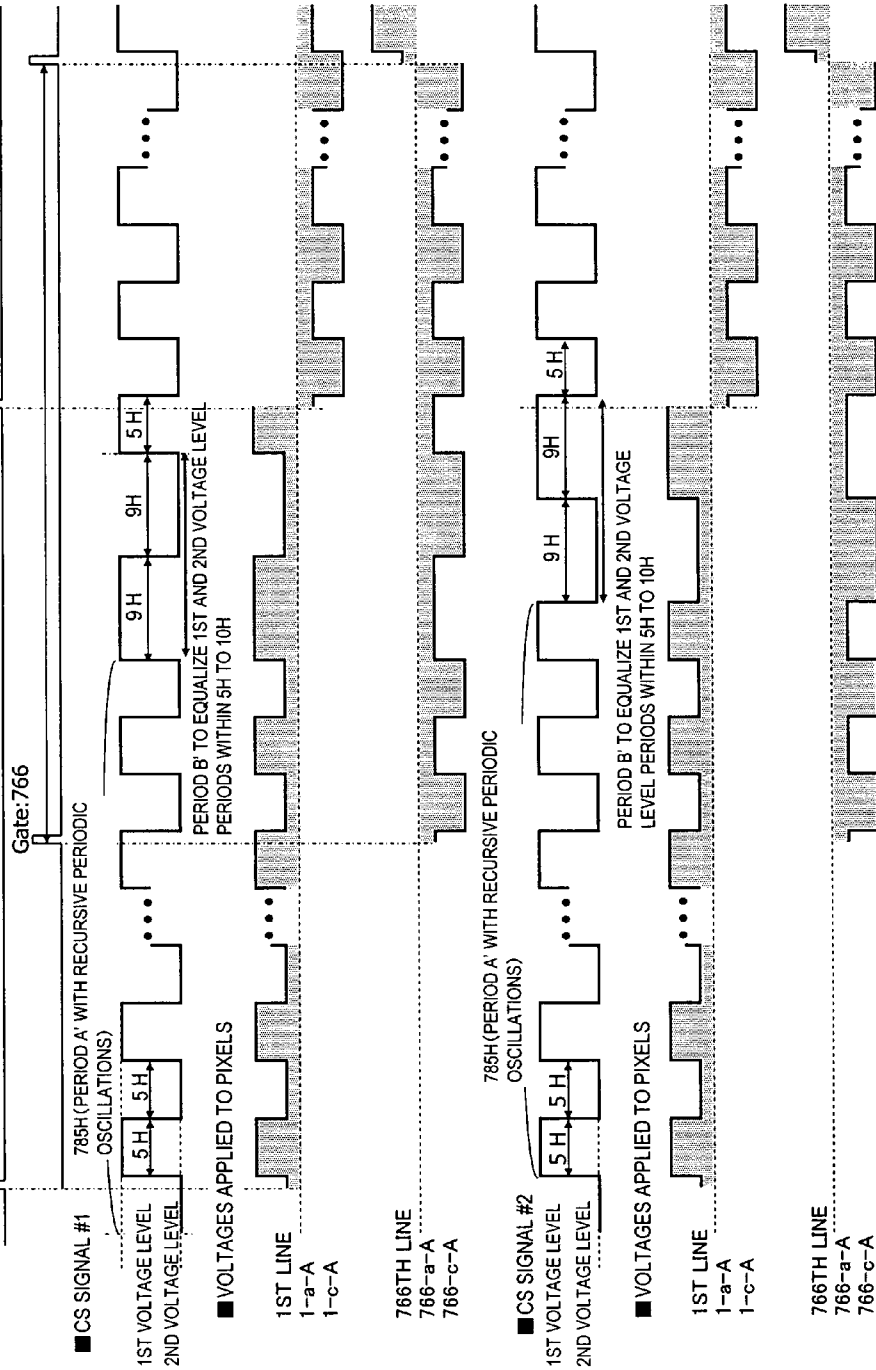 Gate:766
■ CS SIGNAL #1
785H(PERIOD A' WITH RECURSIVE PERIODIC
OSCILLATIONS)
1ST VOLTAGE LEVEL
2ND VOLTAGE LEVEL
5 H
5 H
9 H
9H
5 H
PERIOD B' TO EQUALIZE 1ST AND 2ND VOLTAGE LEVEL
PERIODS WITHIN 5H TO 10H
■ VOLTAGES APPLIED TO PIXELS
1ST LINE
1-a-A
1-c-A
766TH LINE
766-a-A
766-c-A
■ CS SIGNAL #2
785H(PERIOD A' WITH RECURSIVE PERIODIC
OSCILLATIONS)
1ST VOLTAGE LEVEL
2ND VOLTAGE LEVEL
5 H
5 H
9 H
9H
5 H
PERIOD B' TO EQUALIZE 1ST AND 2ND VOLTAGE
LEVEL PERIODS WITHIN 5H TO 10H
■ VOLTAGES APPLIED TO PIXELS
1ST LINE
1-a-A
1-c-A
766TH LINE
766-a-A
766-c-A